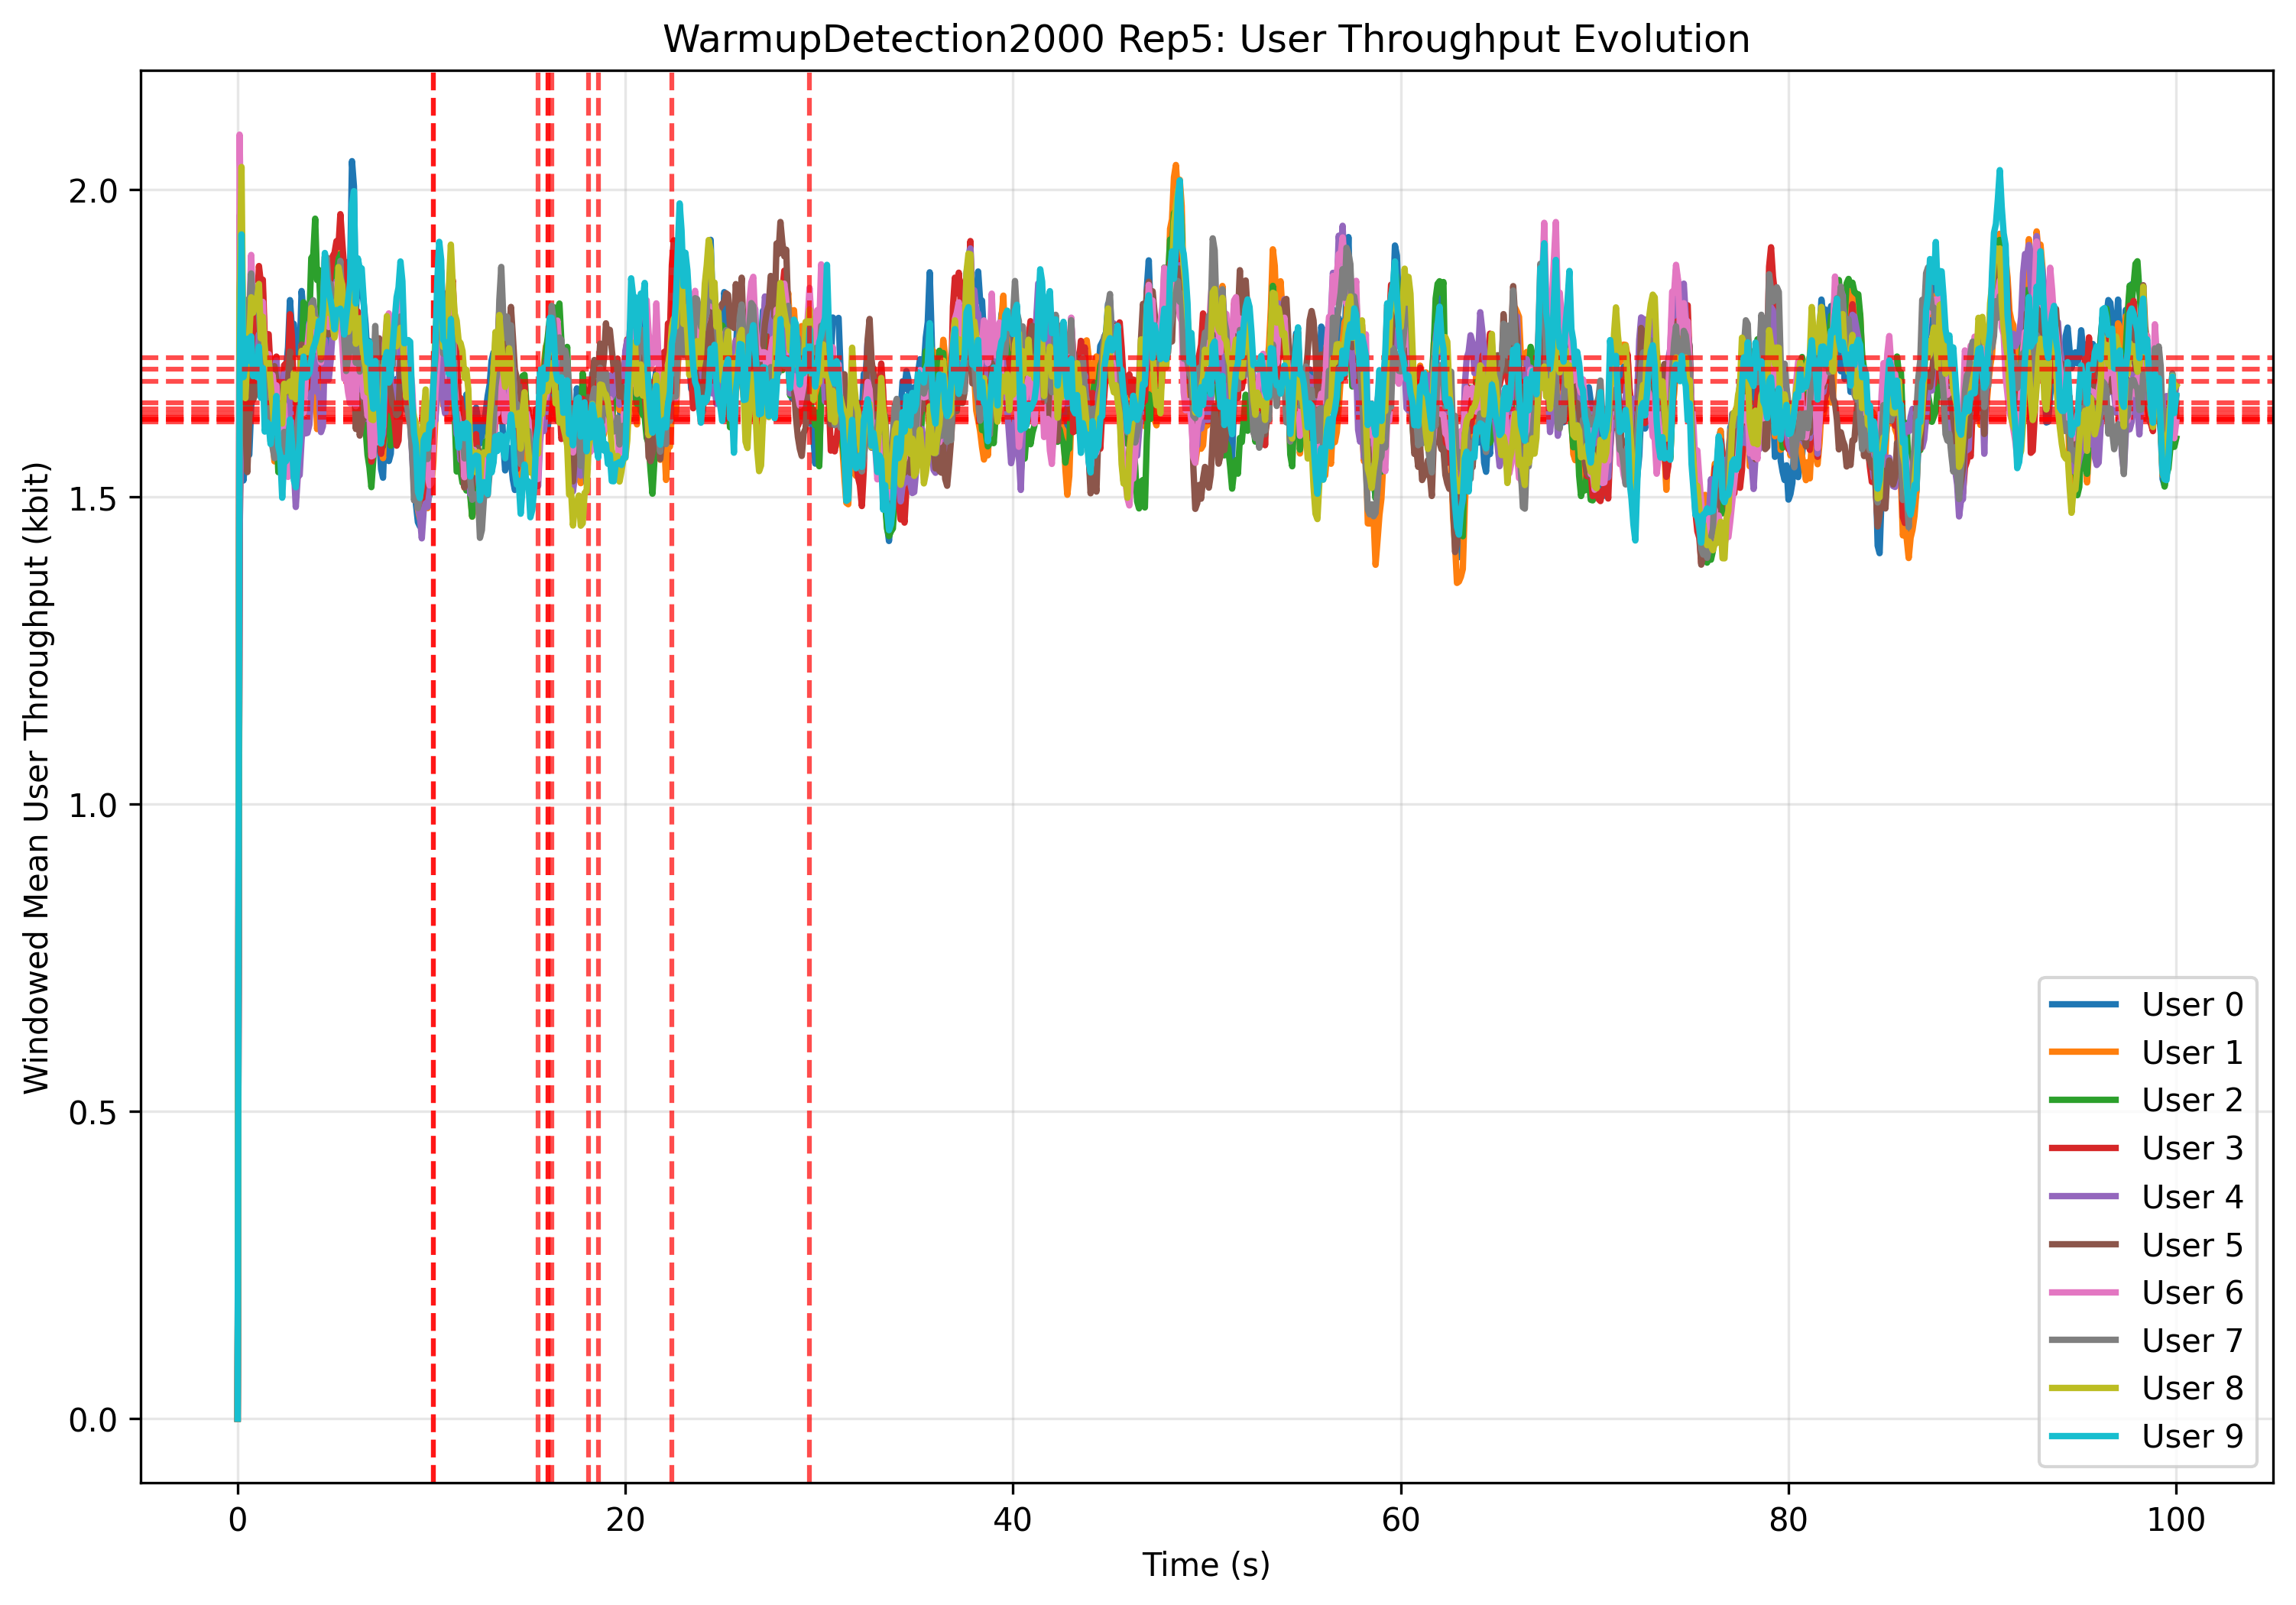 WarmupDetection2000 Rep5: User Throughput Evolution
Windowed Mean User Throughput (kbit)
2.0
1.5
1.0
0.5
0.0
0
20
40
60
80
100
Time (s)
User 0
User 1
User 2
User 3
User 4
User 5
User 6
User 7
User 8
User 9